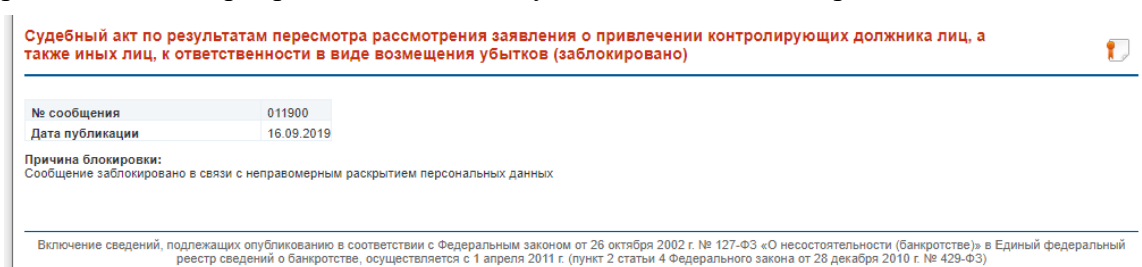 Судебный акт по результатам пересмотра рассмотрения заявления о привлечении контролирующих должника лиц, а
также иных лиц, к ответственности в виде возмещения убытков (заблокировано)
№ сообщения 011900
Дата публикации 16.09.2019
Причина блокировки:
Сообщение заблокировано в связи с неправомерным раскрытием персональных данных
Включение сведений, подлежащих опубликованию в соответствии с Федеральным законом от 26 октября 2002 г. № 127-ФЗ «О несостоятельности (банкротстве)» в Единый федеральный
реестр сведений о банкротстве, осуществляется с 1 апреля 2011 г. (пункт 2 статьи 4 Федерального закона от 28 декабря 2010 г. № 429-ФЗ)